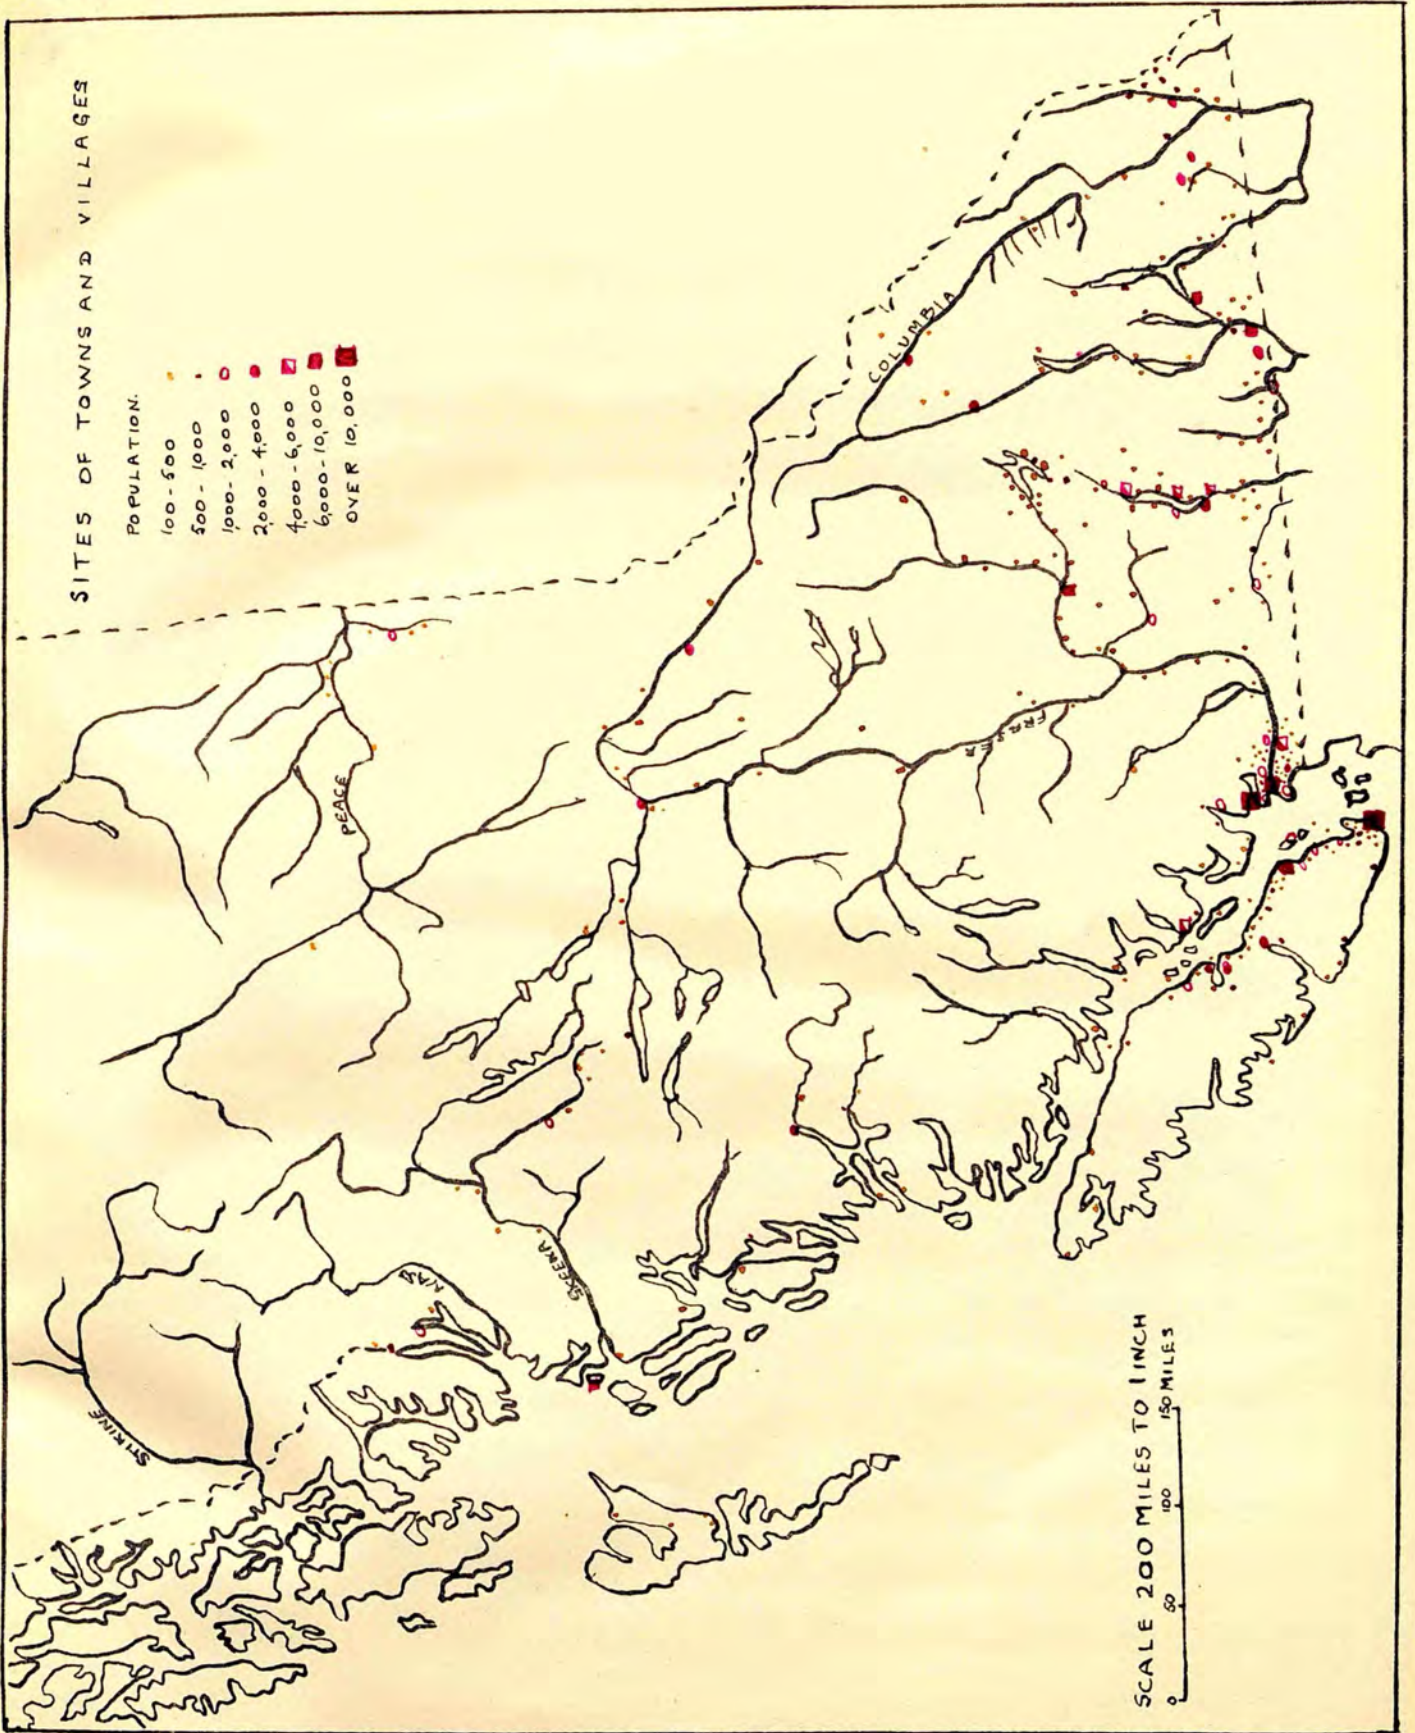 SITES OF TOWNS AND VILLAGES
POPULATION.
100-500
500-1,000
1,000-2,000
2,000-4,000
4,000-6,000
6,000-10,000
OVER 10,000
STIKINE
PEACE
NAB
SKEENA
FRASER
COLUMBIA
SCALE 200 MILES TO 1 INCH
0 50 100 150 MILES